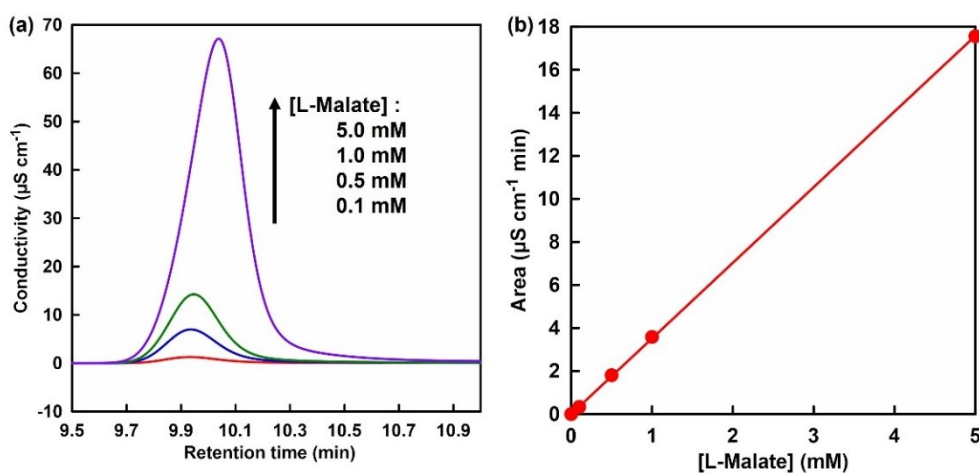 (a)
70
60
50
40
30
20
10
0
-10
Conductivity (µS cm⁻¹)
[L-Malate] :
5.0 mM
1.0 mM
0.5 mM
0.1 mM
9.5 9.7 9.9 10.1 10.3 10.5 10.7 10.9
Retention time (min)
(b)
18
16
14
12
10
8
6
4
2
0
Area (µS cm⁻¹ min)
0 1 2 3 4 5
[L-Malate] (mM)